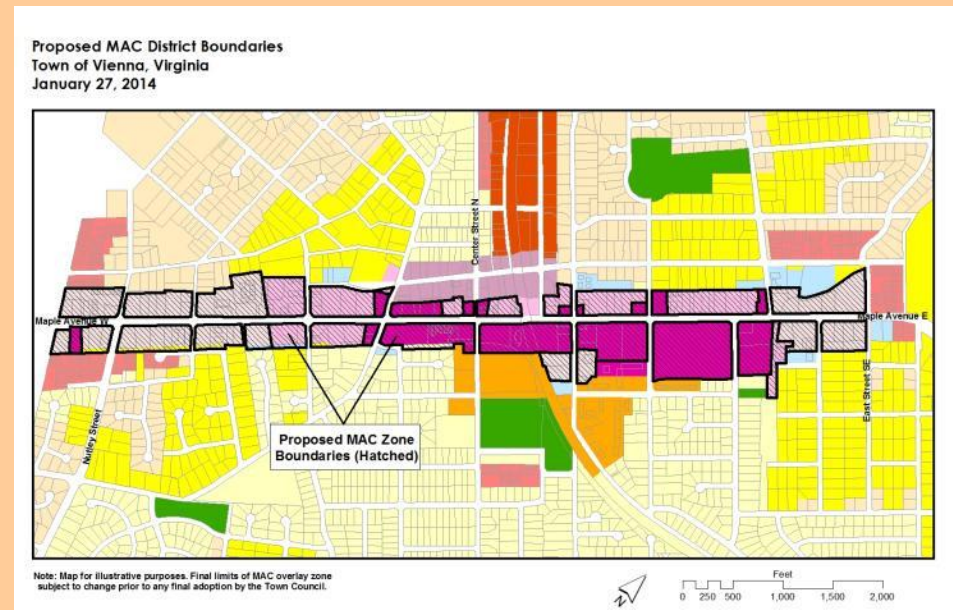 Proposed MAC District Boundaries
Town of Vienna, Virginia
January 27, 2014
Center Street N
Maple Avenue W
Maple Avenue E
Nutley Street
East Street SE
Proposed MAC Zone
Boundaries (Hatched)
Note: Map for illustrative purposes. Final limits of MAC overlay zone
subject to change prior to any final adoption by the Town Council.
N
Feet
0 250 500 1,000 1,500 2,000